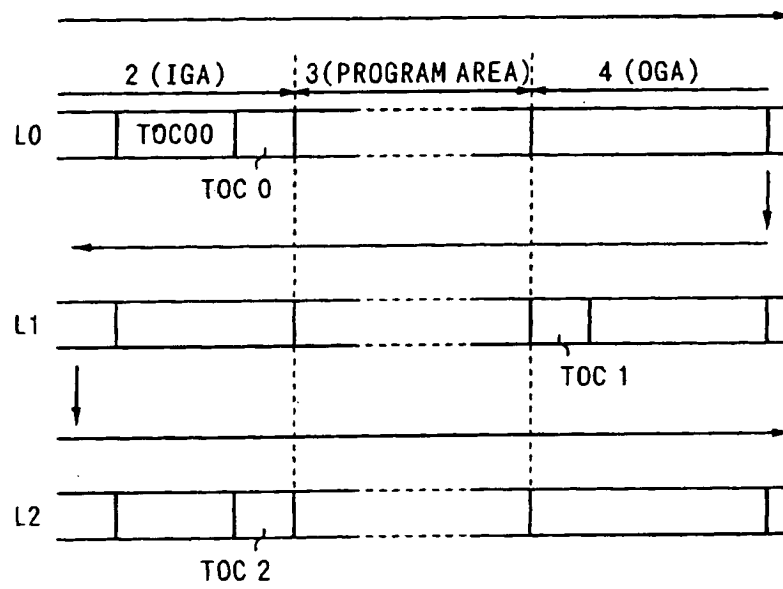 2 (IGA) 3(PROGRAM AREA) 4 (OGA)
L0 TOC00
TOC 0
L1
TOC 1
L2
TOC 2